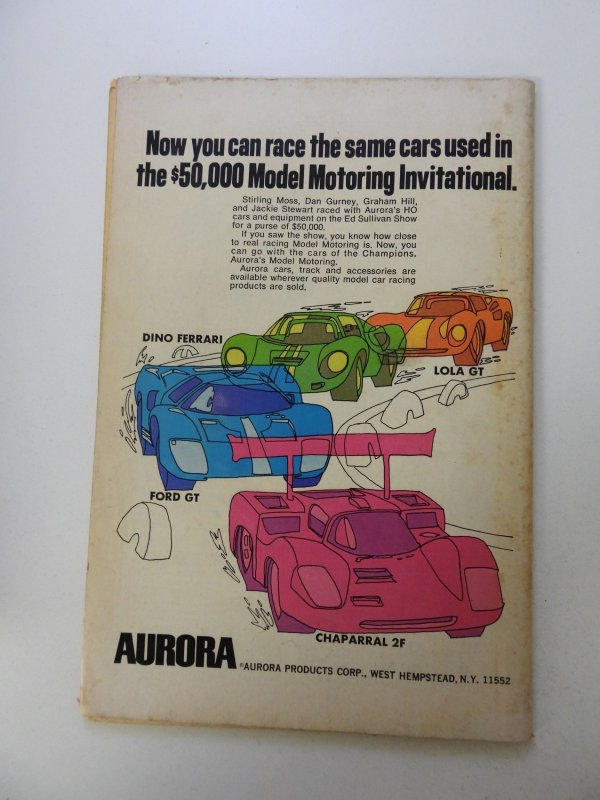 Now you can race the same cars used in
the $50,000 Model Motoring Invitational.
Stirling Moss, Dan Gurney, Graham Hill,
and Jackie Stewart raced with Aurora's HO
cars and equipment on the Ed Sullivan Show
for a purse of $50,000.
If you saw the show, you know how close
to real racing Model Motoring is. Now, you
can go with the cars of the Champions.
Aurora's Model Motoring.
Aurora cars, track and accessories are
available wherever quality model car racing
products are sold.
DINO FERRARI
LOLA GT
FORD GT
CHAPARRAL 2F
AURORA
®AURORA PRODUCTS CORP., WEST HEMPSTEAD, N.Y. 11552